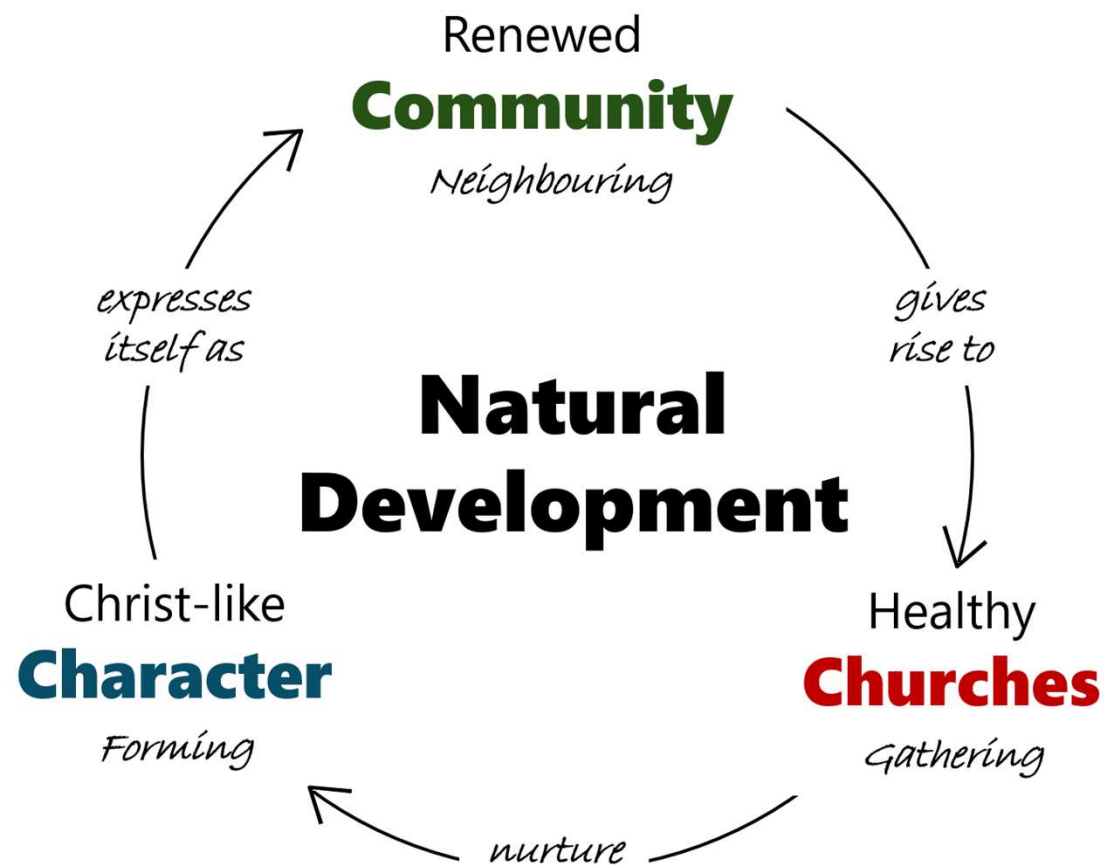 Renewed
Community
Neighbouring
expresses
itself as
gives
rise to
Natural
Development
Christ-like
Character
Forming
Healthy
Churches
Gathering
nurture